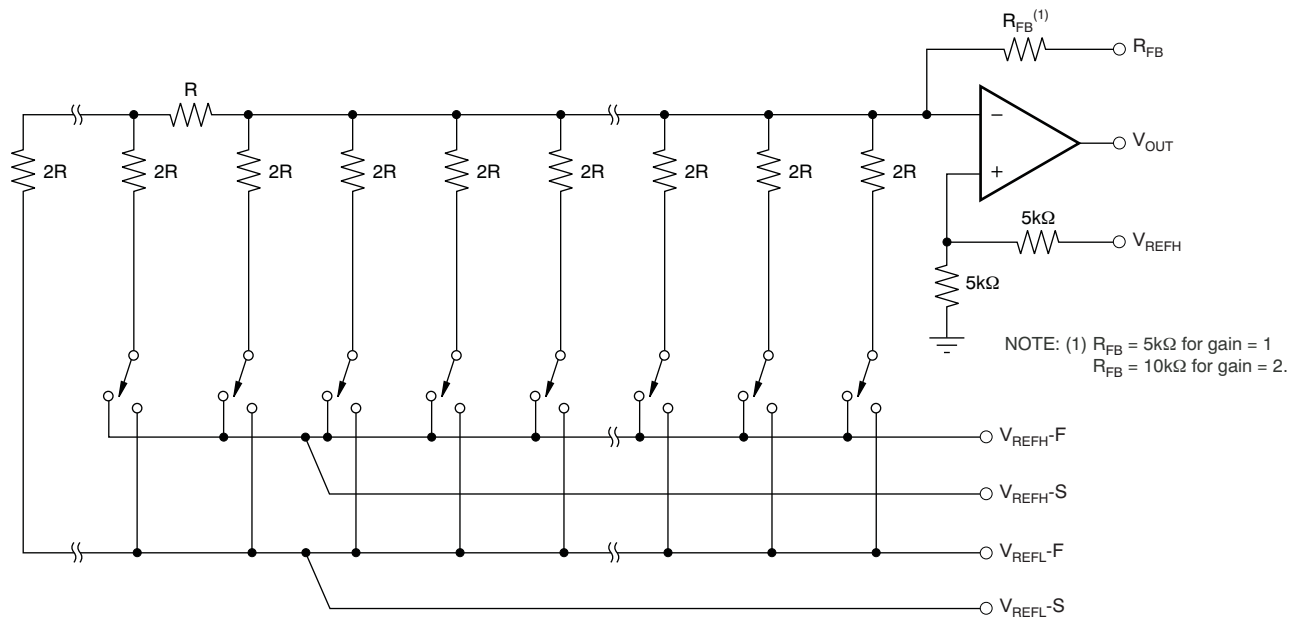 R_FB^(1)
R_FB
R
2R 2R 2R 2R 2R 2R 2R 2R 2R
−
+
V_OUT
5kΩ
V_REFH
5kΩ
NOTE: (1) R_FB = 5kΩ for gain = 1
R_FB = 10kΩ for gain = 2.
V_REFH-F
V_REFH-S
V_REFL-F
V_REFL-S